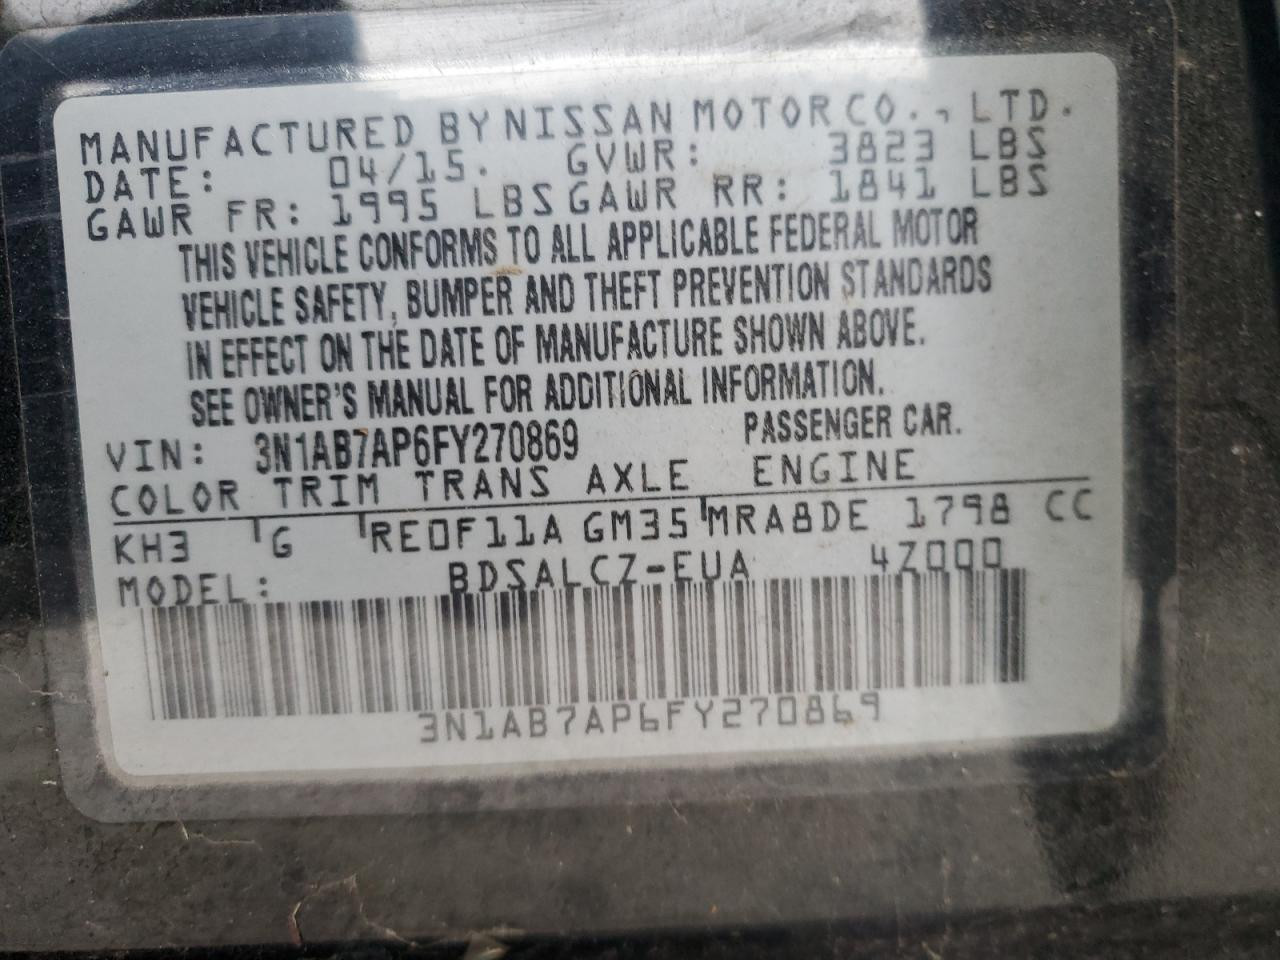 MANUFACTURED BY NISSAN MOTOR CO., LTD.
DATE: 04/15. GVWR: 3823 LBS
GAWR FR: 1995 LBS GAWR RR: 1841 LBS
THIS VEHICLE CONFORMS TO ALL APPLICABLE FEDERAL MOTOR
VEHICLE SAFETY, BUMPER AND THEFT PREVENTION STANDARDS
IN EFFECT ON THE DATE OF MANUFACTURE SHOWN ABOVE.
SEE OWNER'S MANUAL FOR ADDITIONAL INFORMATION.
VIN: 3N1AB7AP6FY270869 PASSENGER CAR.
COLOR TRIM TRANS AXLE ENGINE
KH3 G RE0F11A GM35 MRA8DE 1798 CC
MODEL: BDSALCZ-EUA 4Z000
3N1AB7AP6FY270869